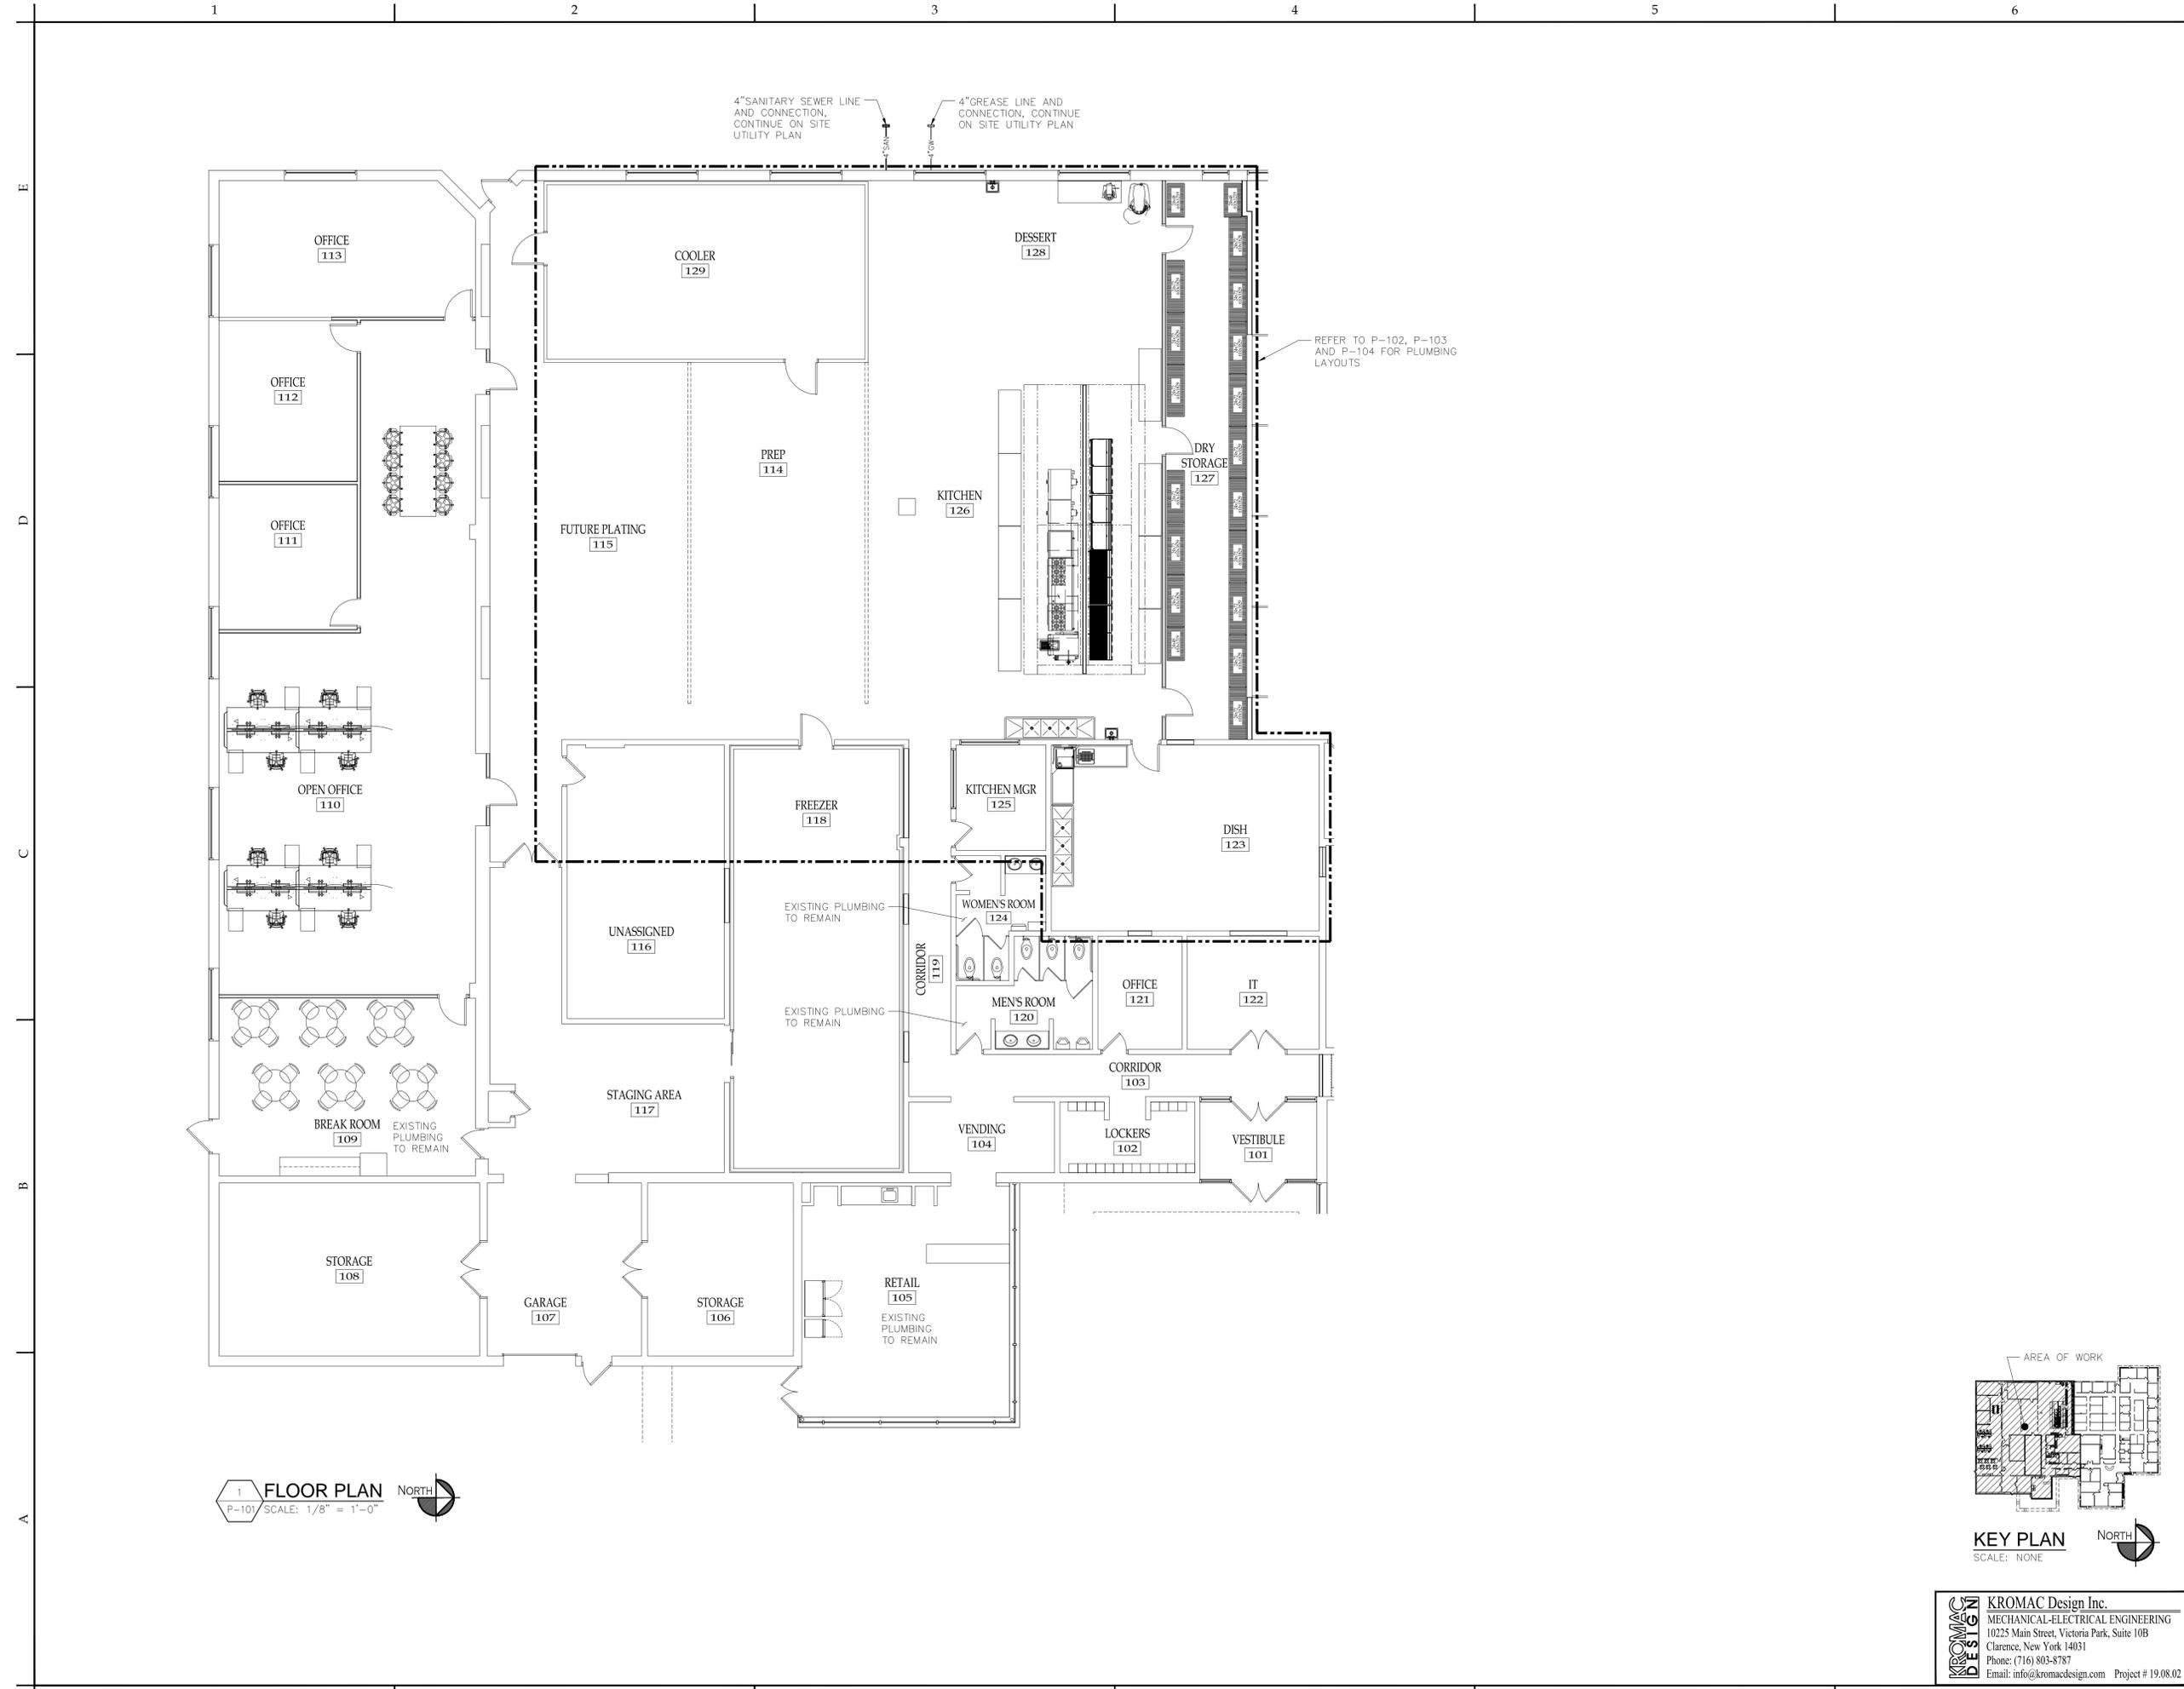 1 2 3 4 5 6
E
D
C
B
A
4"SANITARY SEWER LINE
AND CONNECTION,
CONTINUE ON SITE
UTILITY PLAN
4"GREASE LINE AND
CONNECTION, CONTINUE
ON SITE UTILITY PLAN
4"SAN
4"GW
OFFICE
113
COOLER
129
DESSERT
128
REFER TO P-102, P-103
AND P-104 FOR PLUMBING
LAYOUTS
OFFICE
112
PREP
114
DRY
STORAGE
127
KITCHEN
126
OFFICE
111
FUTURE PLATING
115
OPEN OFFICE
110
FREEZER
118
KITCHEN MGR
125
DISH
123
EXISTING PLUMBING
TO REMAIN
WOMEN'S ROOM
124
UNASSIGNED
116
CORRIDOR
119
OFFICE
121
IT
122
EXISTING PLUMBING
TO REMAIN
MEN'S ROOM
120
CORRIDOR
103
STAGING AREA
117
BREAK ROOM
109
EXISTING
PLUMBING
TO REMAIN
VENDING
104
LOCKERS
102
VESTIBULE
101
STORAGE
108
GARAGE
107
STORAGE
106
RETAIL
105
EXISTING
PLUMBING
TO REMAIN
1
P-101
FLOOR PLAN
SCALE: 1/8" = 1'-0"
NORTH
AREA OF WORK
KEY PLAN
SCALE: NONE
NORTH
KROMAC
DESIGN
KROMAC Design Inc.
MECHANICAL-ELECTRICAL ENGINEERING
10225 Main Street, Victoria Park, Suite 10B
Clarence, New York 14031
Phone: (716) 803-8787
Email: info@kromacdesign.com Project # 19.08.02